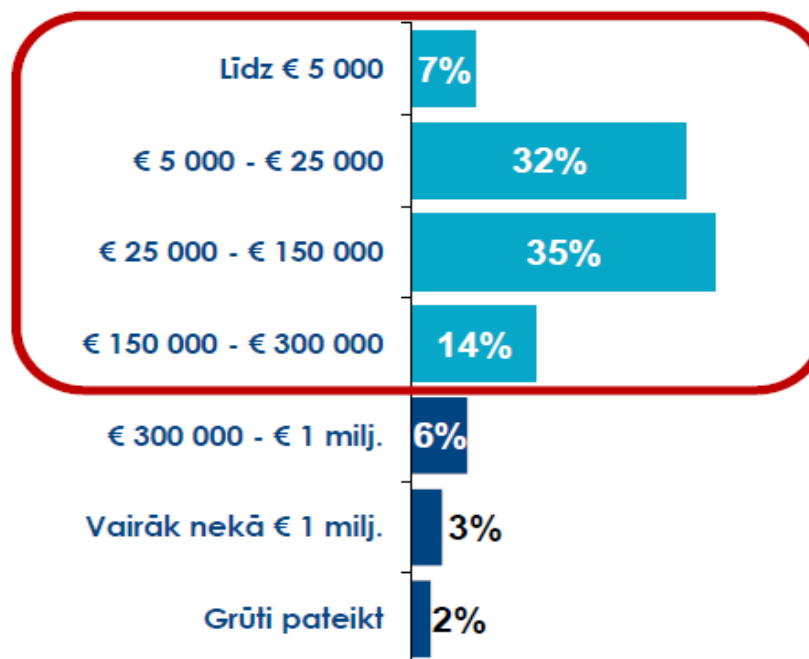 Līdz € 5 000 7%
€ 5 000 - € 25 000 32%
€ 25 000 - € 150 000 35%
€ 150 000 - € 300 000 14%
€ 300 000 - € 1 milj. 6%
Vairāk nekā € 1 milj. 3%
Grūti pateikt 2%